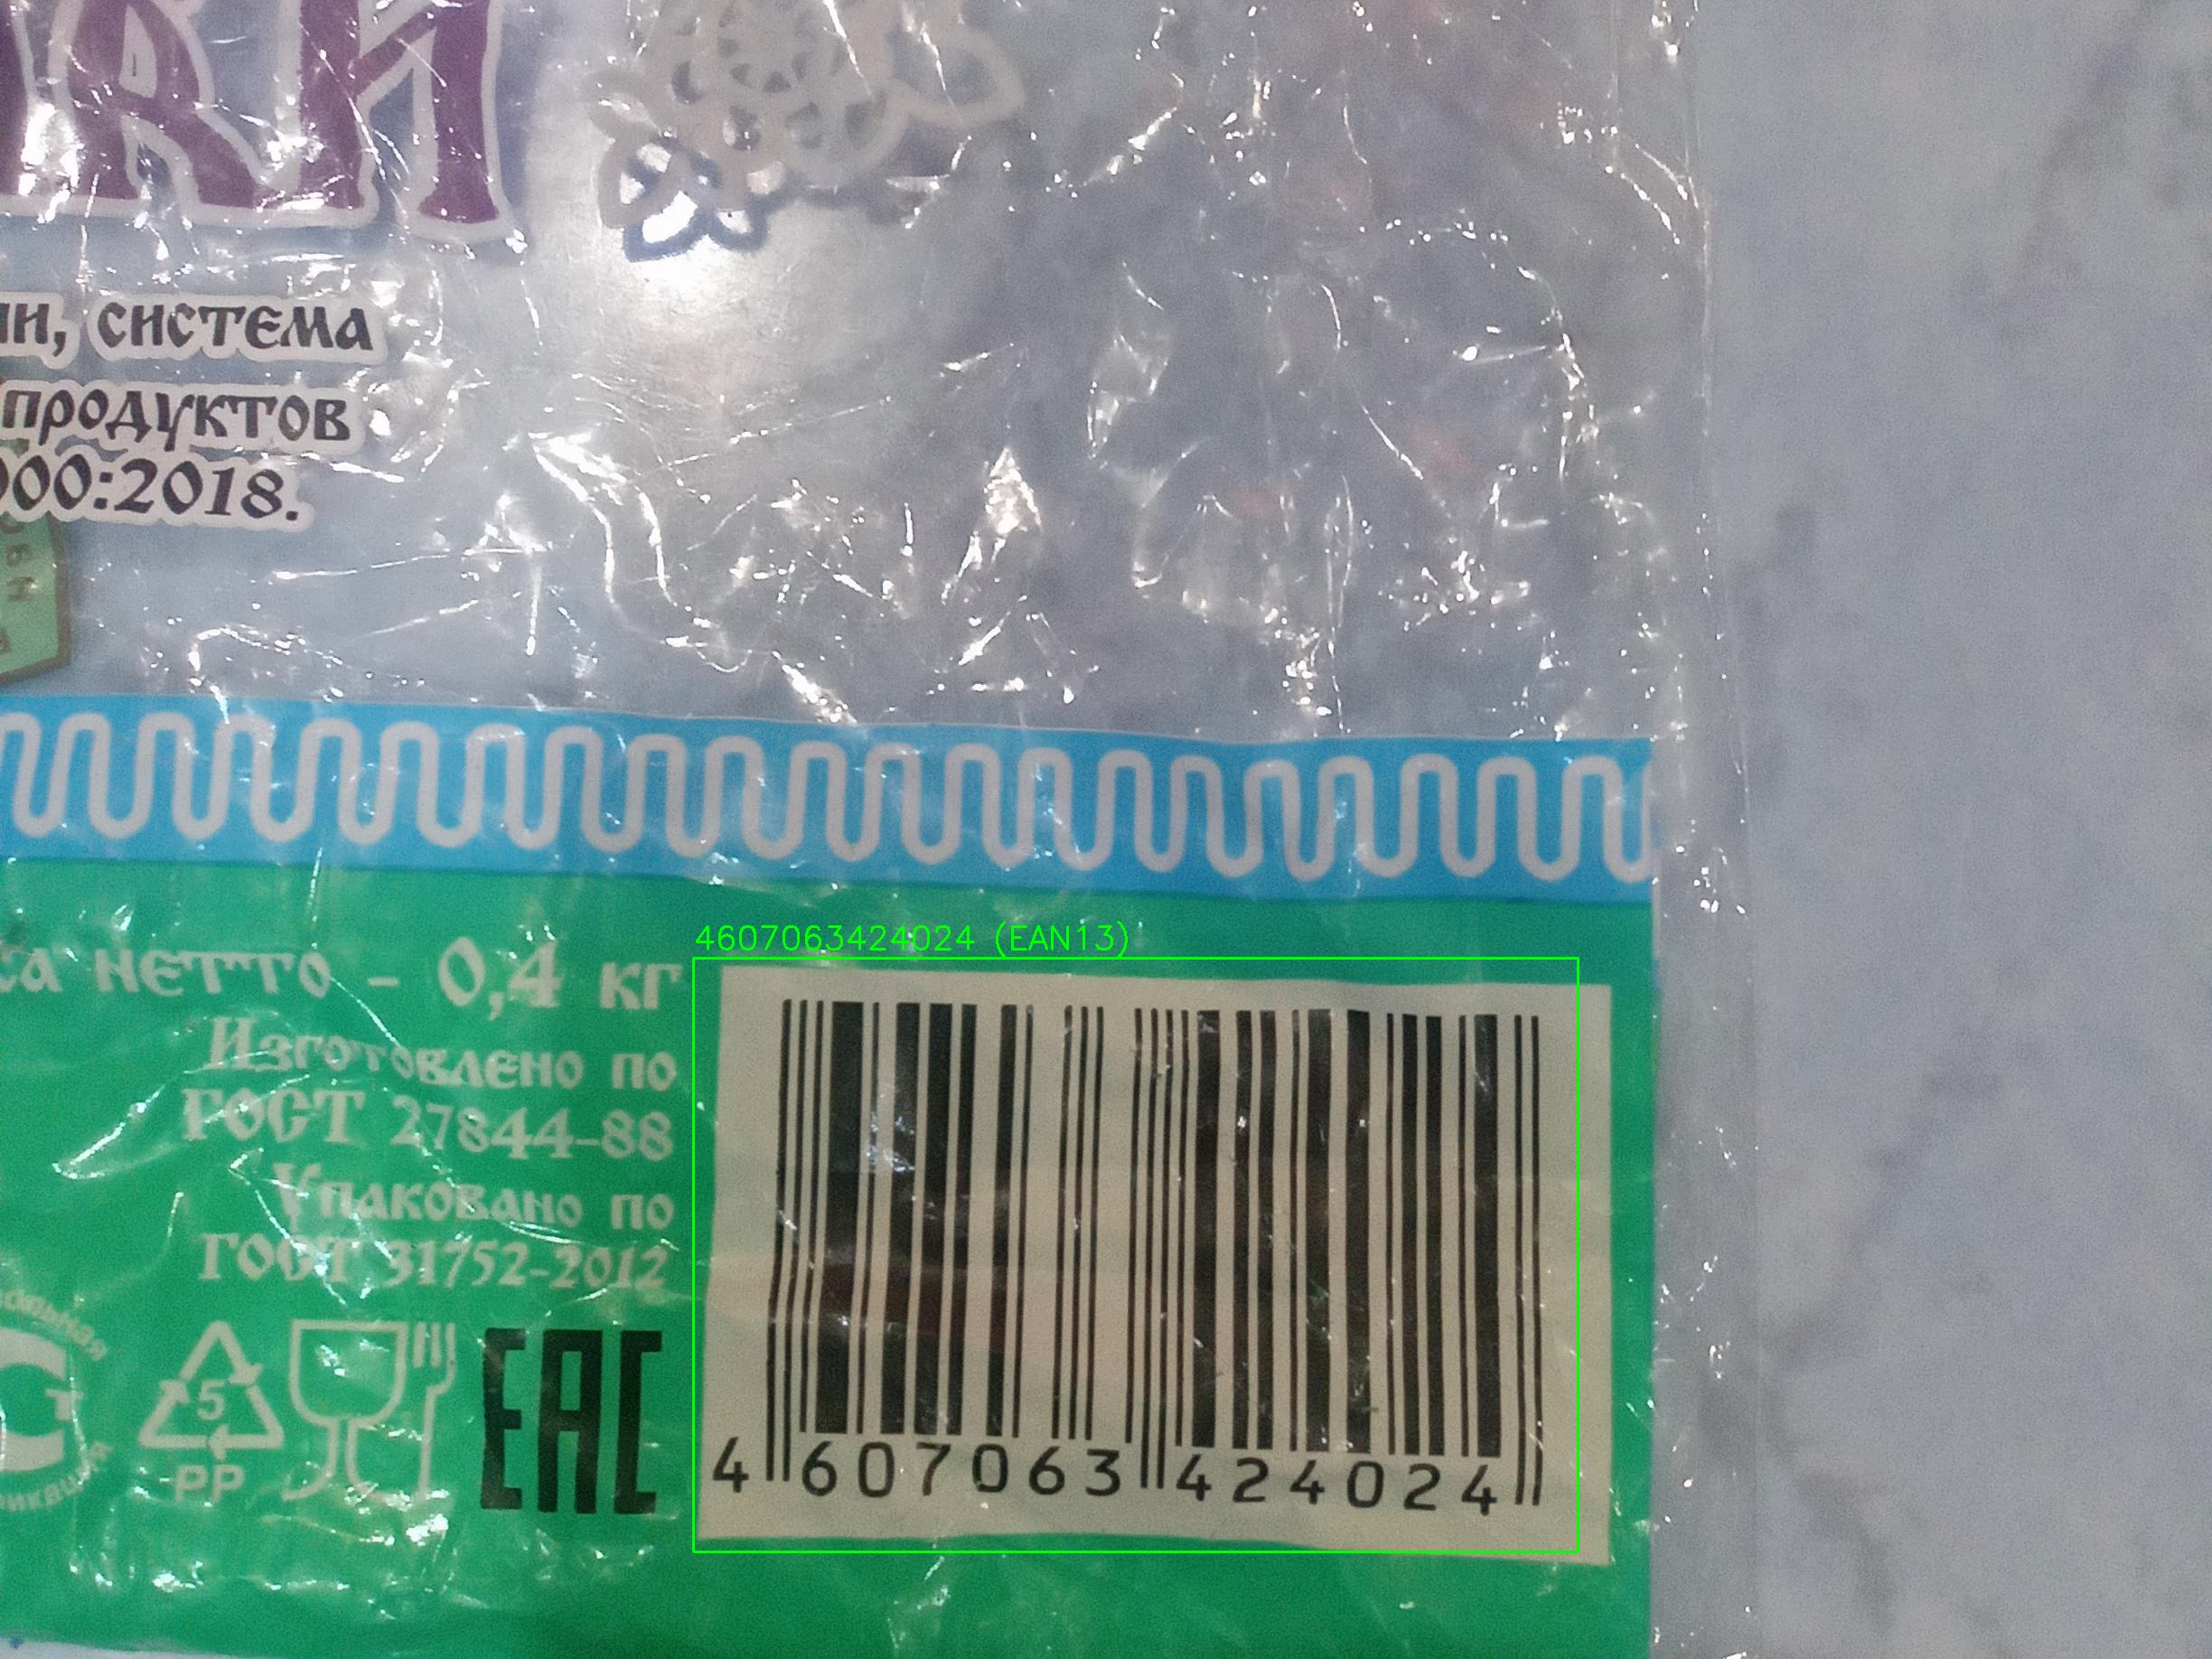 КИ
ии, система
продуктов
000:2018.
4607063424024 (EAN13)
са нетто - 0,4 кг
Изготовлено по
ГОСТ 27844-88
Упаковано по
ГОСТ 31752-2012
5
PP
EAC
4 607063 424024